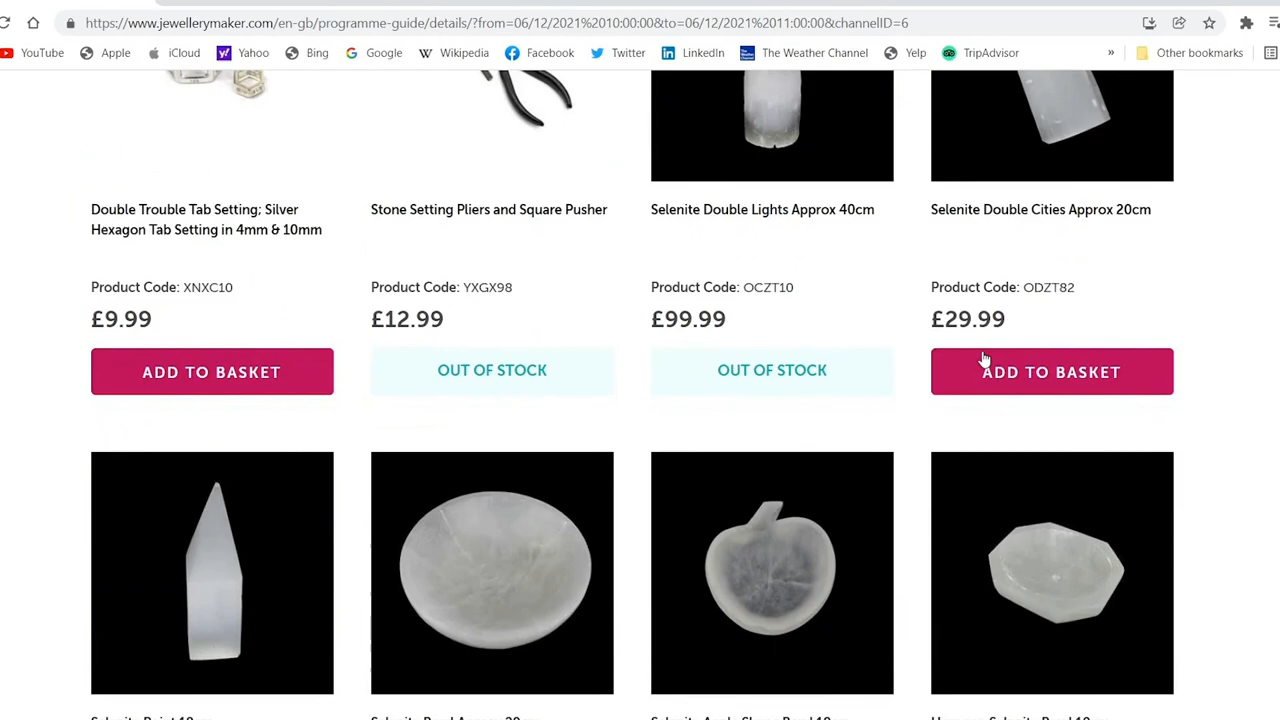 https://www.jewellerymaker.com/en-gb/programme-guide/details/?from=06/12/2021%2010:00:00&to=06/12/2021%2011:00:00&channelID=6
YouTube Apple iCloud Yahoo Bing Google Wikipedia Facebook Twitter LinkedIn The Weather Channel Yelp TripAdvisor » Other bookmarks
Double Trouble Tab Setting; Silver
Hexagon Tab Setting in 4mm & 10mm
Product Code: XNXC10
£9.99
ADD TO BASKET
Stone Setting Pliers and Square Pusher
Product Code: YXGX98
£12.99
OUT OF STOCK
Selenite Double Lights Approx 40cm
Product Code: OCZT10
£99.99
OUT OF STOCK
Selenite Double Cities Approx 20cm
Product Code: ODZT82
£29.99
ADD TO BASKET